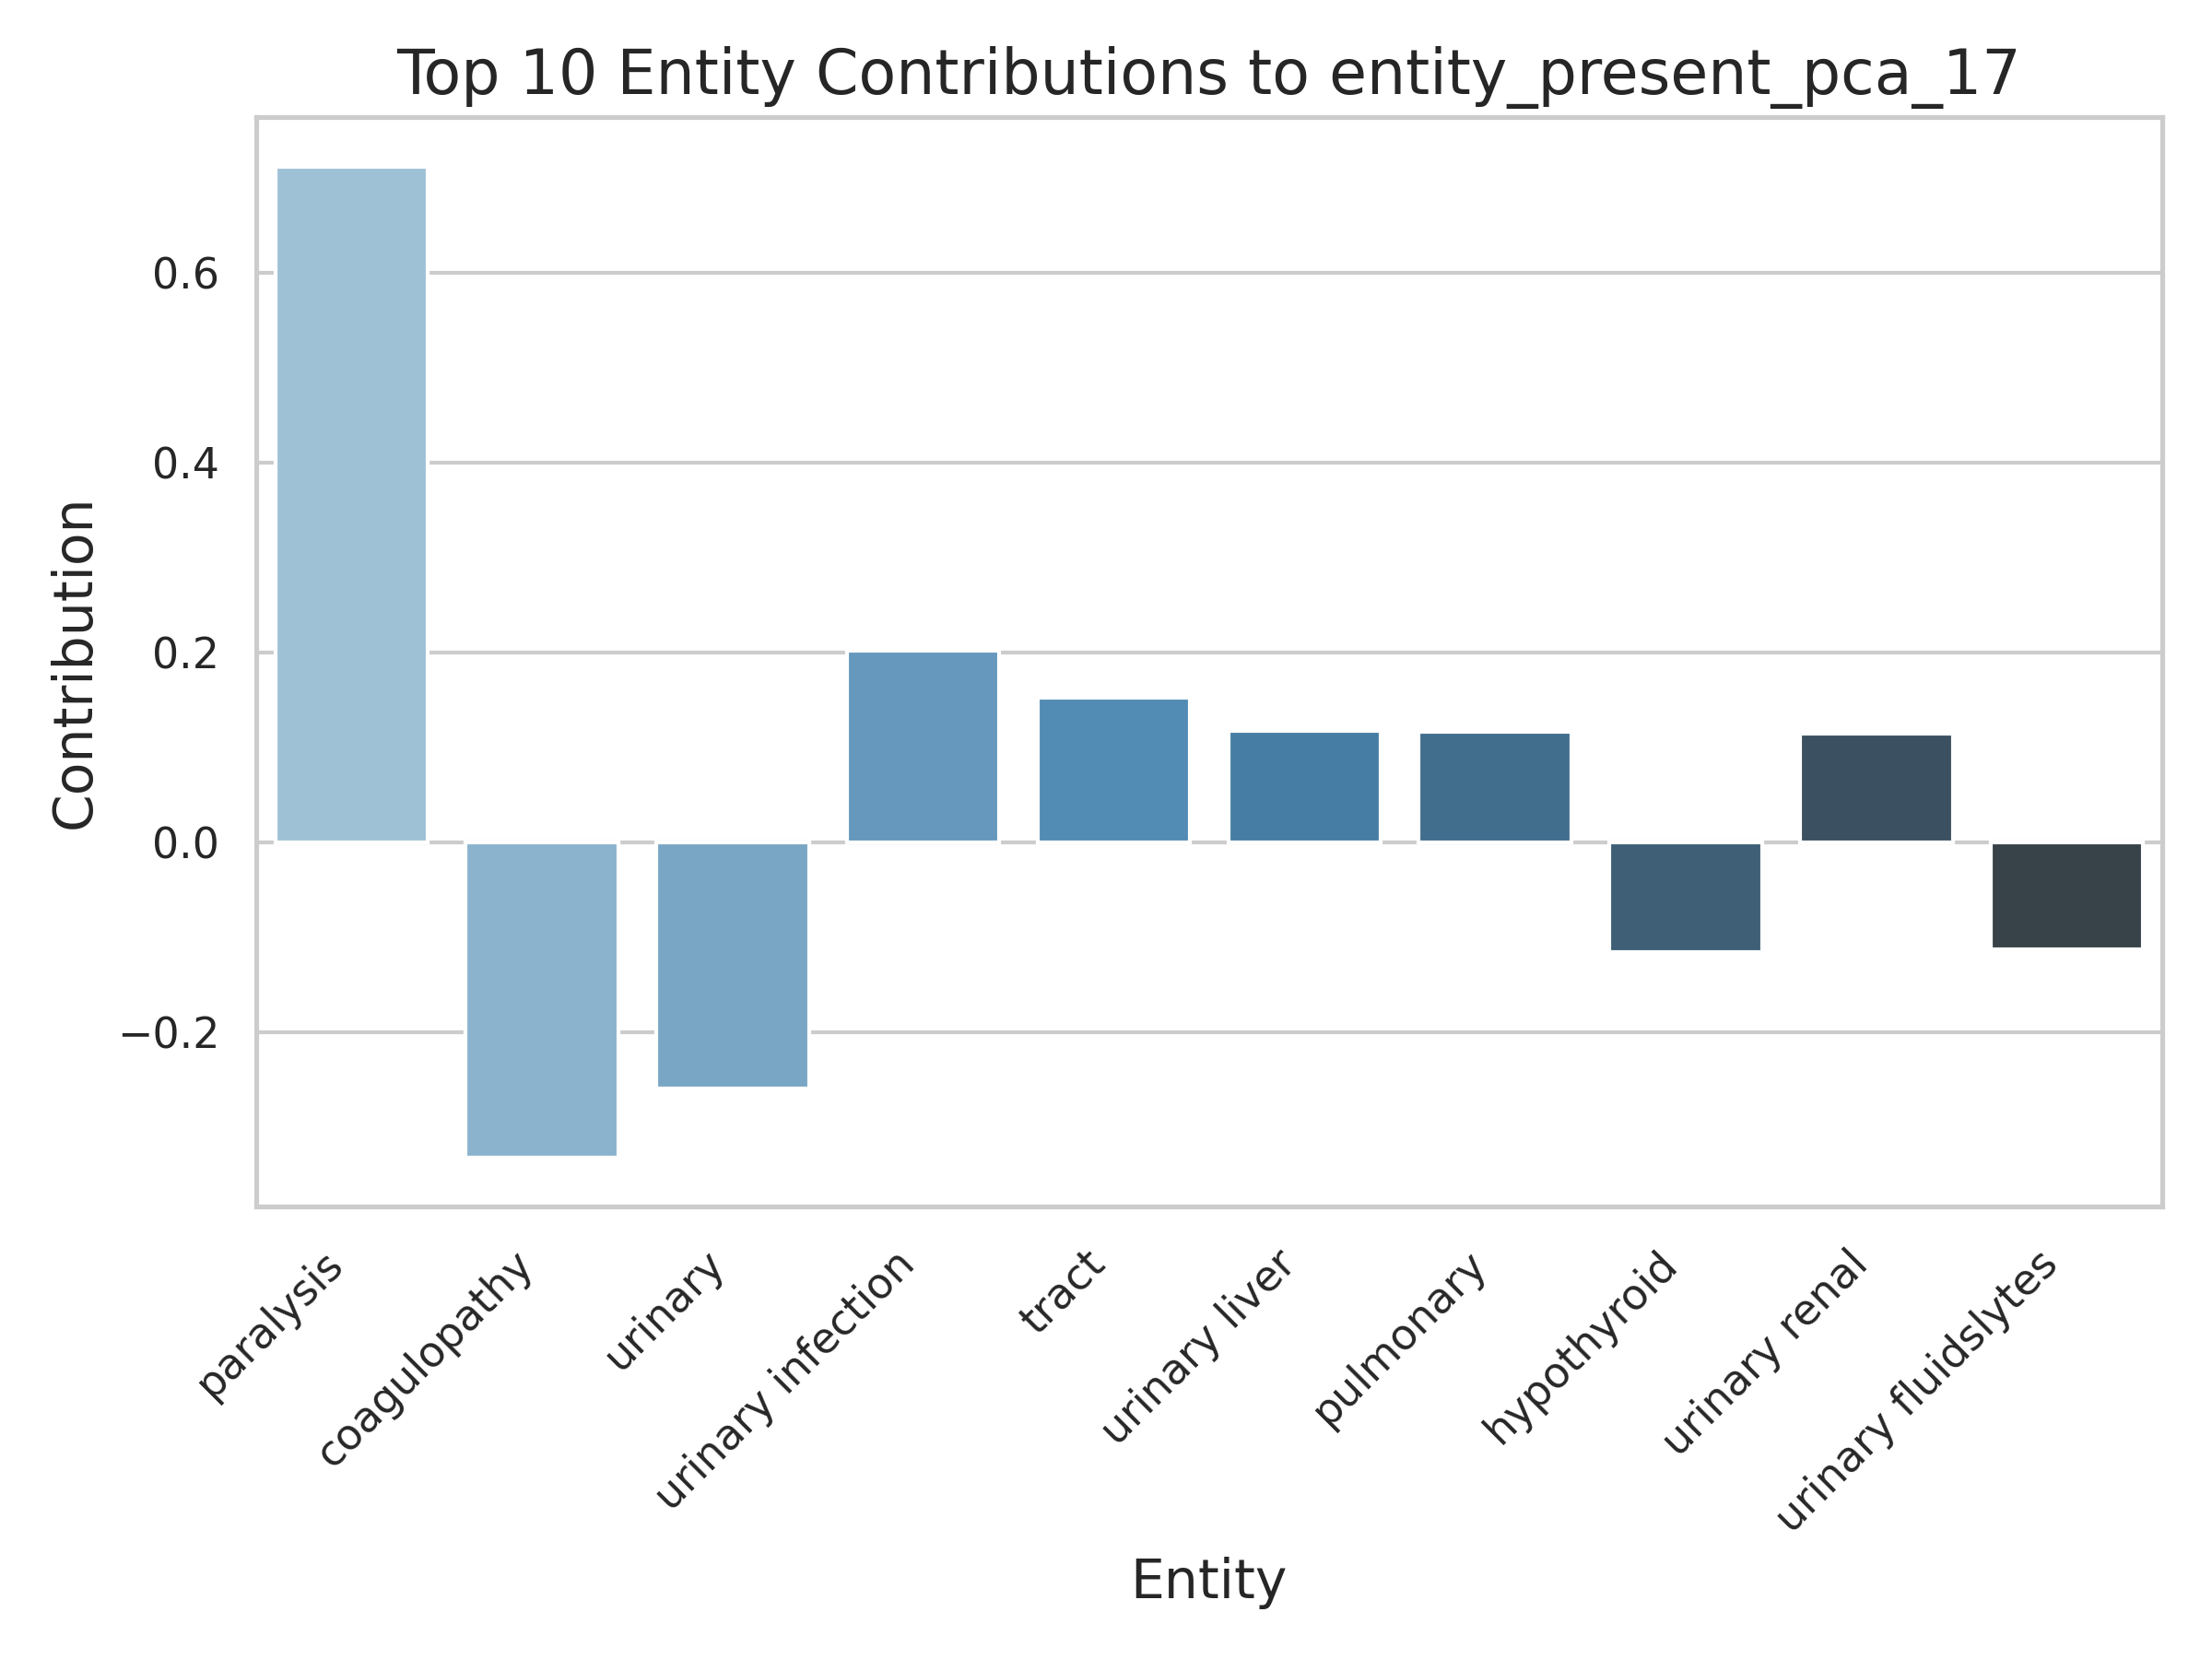 Top 10 Entity Contributions to entity_present_pca_17
Contribution
0.6
0.4
0.2
0.0
−0.2
paralysis
coagulopathy
urinary
urinary infection
tract
urinary liver
pulmonary
hypothyroid
urinary renal
urinary fluidslytes
Entity